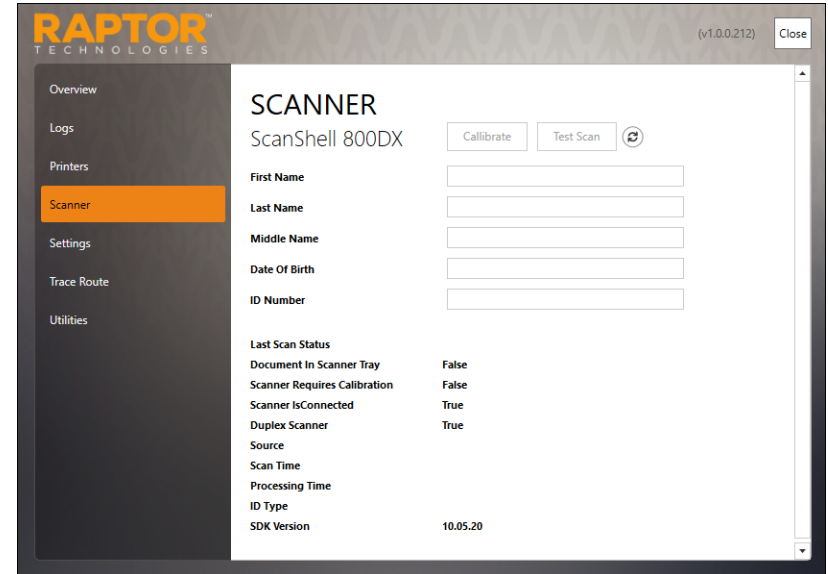 RAPTOR™
TECHNOLOGIES
(v1.0.0.212)
Close
Overview
Logs
Printers
Scanner
Settings
Trace Route
Utilities
SCANNER
ScanShell 800DX
Callibrate
Test Scan
First Name
Last Name
Middle Name
Date Of Birth
ID Number
Last Scan Status
Document In Scanner Tray False
Scanner Requires Calibration False
Scanner IsConnected True
Duplex Scanner True
Source
Scan Time
Processing Time
ID Type
SDK Version 10.05.20